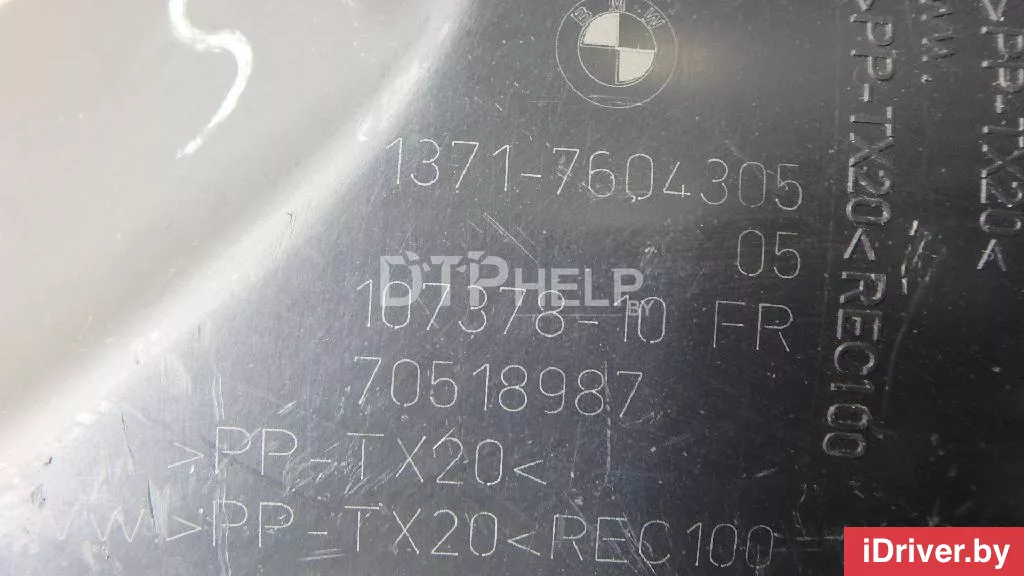 BMW
1371-7604305
05
DTPHELP
BY
107378-10 FR
70518987
>PP-TX20<
>PP-TX20<REC100
>PP-TX20<REC100
>PP-TX20<
iDriver.by